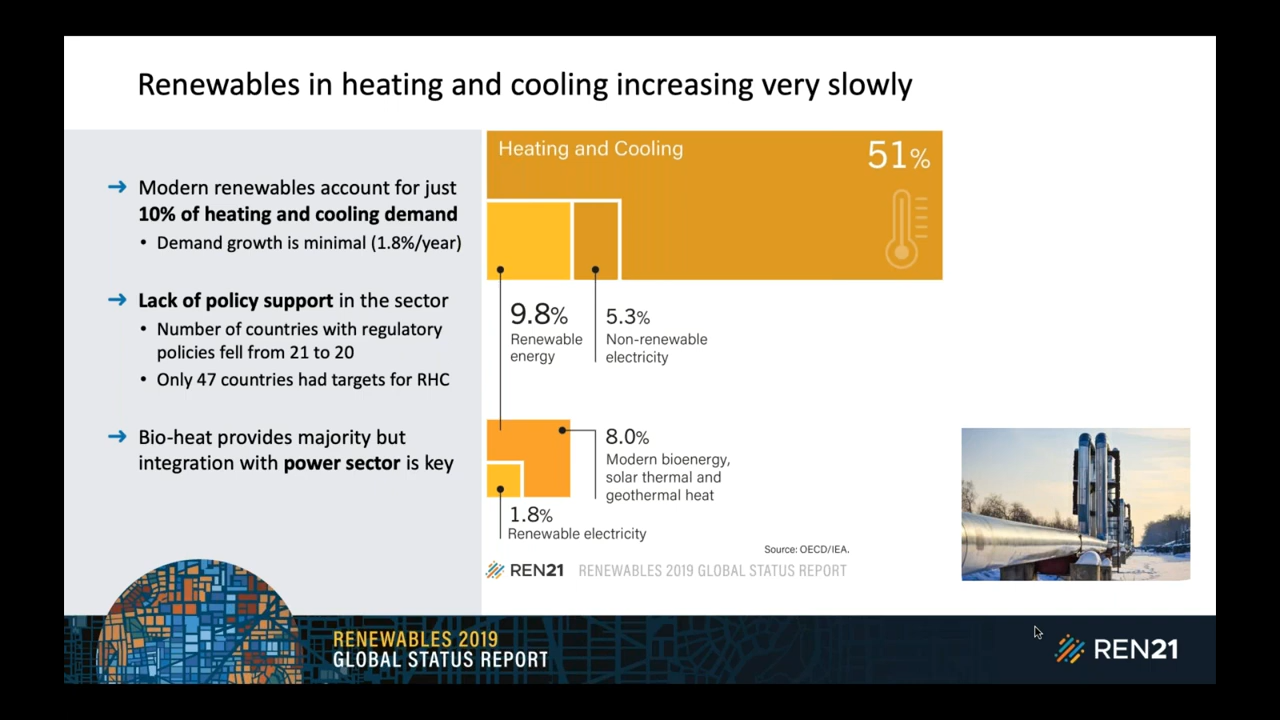 Renewables in heating and cooling increasing very slowly
→ Modern renewables account for just
10% of heating and cooling demand
• Demand growth is minimal (1.8%/year)
→ Lack of policy support in the sector
• Number of countries with regulatory
policies fell from 21 to 20
• Only 47 countries had targets for RHC
→ Bio-heat provides majority but
integration with power sector is key
Heating and Cooling
51%
9.8%
Renewable
energy
5.3%
Non-renewable
electricity
8.0%
Modern bioenergy,
solar thermal and
geothermal heat
1.8%
Renewable electricity
Source: OECD/IEA.
REN21 RENEWABLES 2019 GLOBAL STATUS REPORT
RENEWABLES 2019
GLOBAL STATUS REPORT
REN21